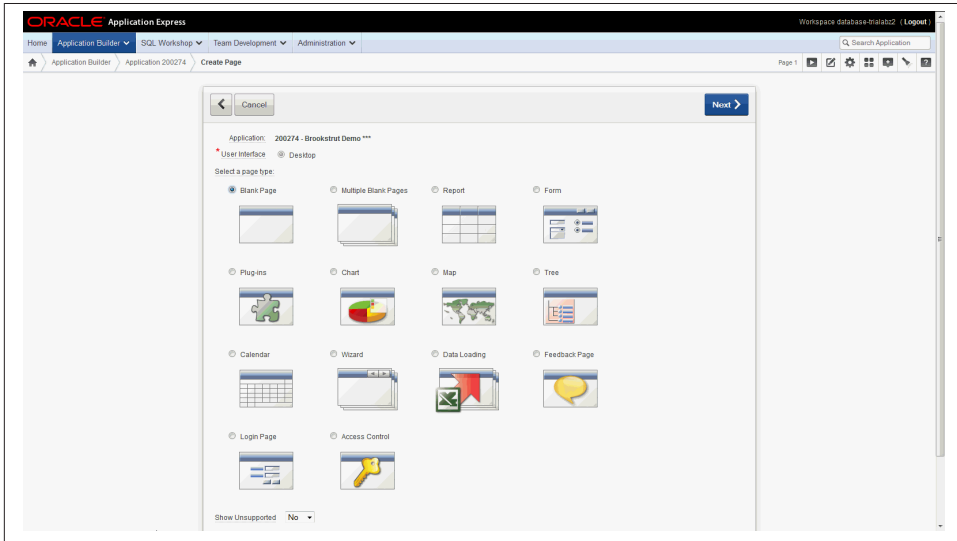 ORACLE Application Express
Workspace database-trialabz2 ( Logout )
Home Application Builder SQL Workshop Team Development Administration Search Application
Application Builder Application 200274 Create Page Page 1
Cancel Next
Application: 200274 - Brookstrut Demo ***
* User Interface Desktop
Select a page type:
Blank Page Multiple Blank Pages Report Form
Plug-ins Chart Map Tree
Calendar Wizard Data Loading Feedback Page
Login Page Access Control
Show Unsupported No